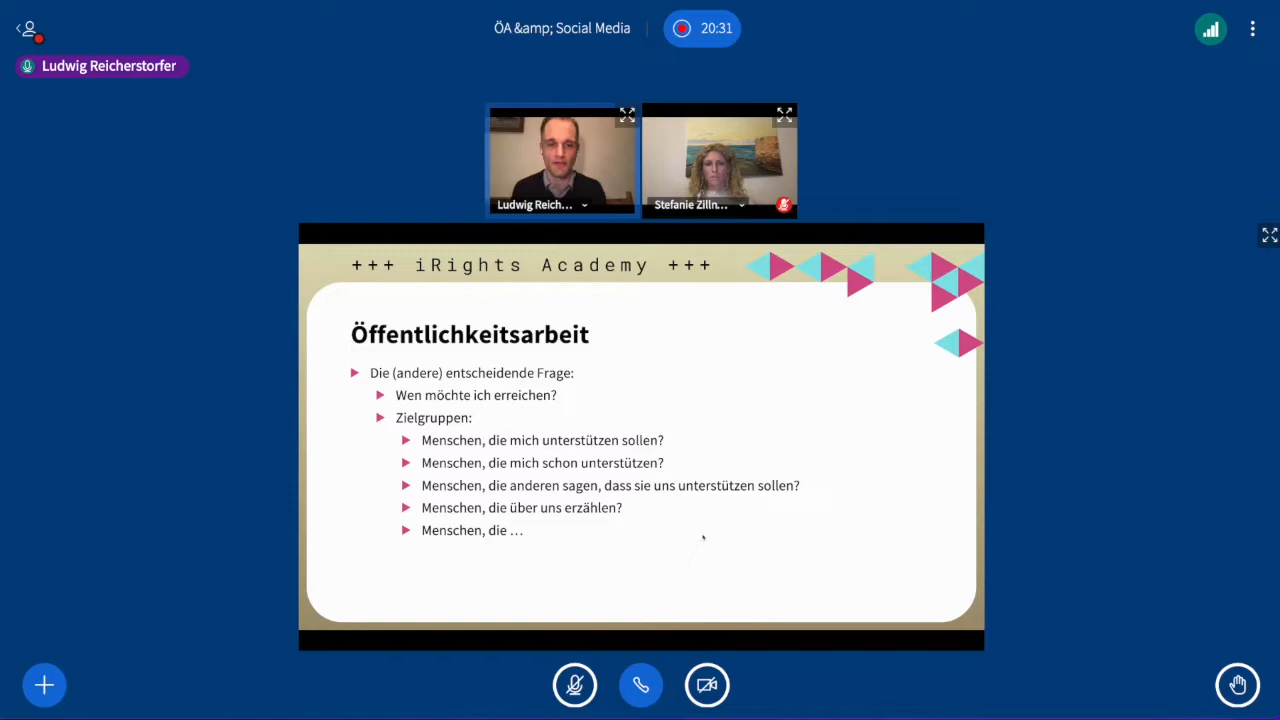 ÖA &amp; Social Media
20:31
Ludwig Reicherstorfer
Ludwig Reich...
Stefanie Zilln...
+++ iRights Academy +++
Öffentlichkeitsarbeit
Die (andere) entscheidende Frage:
Wen möchte ich erreichen?
Zielgruppen:
Menschen, die mich unterstützen sollen?
Menschen, die mich schon unterstützen?
Menschen, die anderen sagen, dass sie uns unterstützen sollen?
Menschen, die über uns erzählen?
Menschen, die …